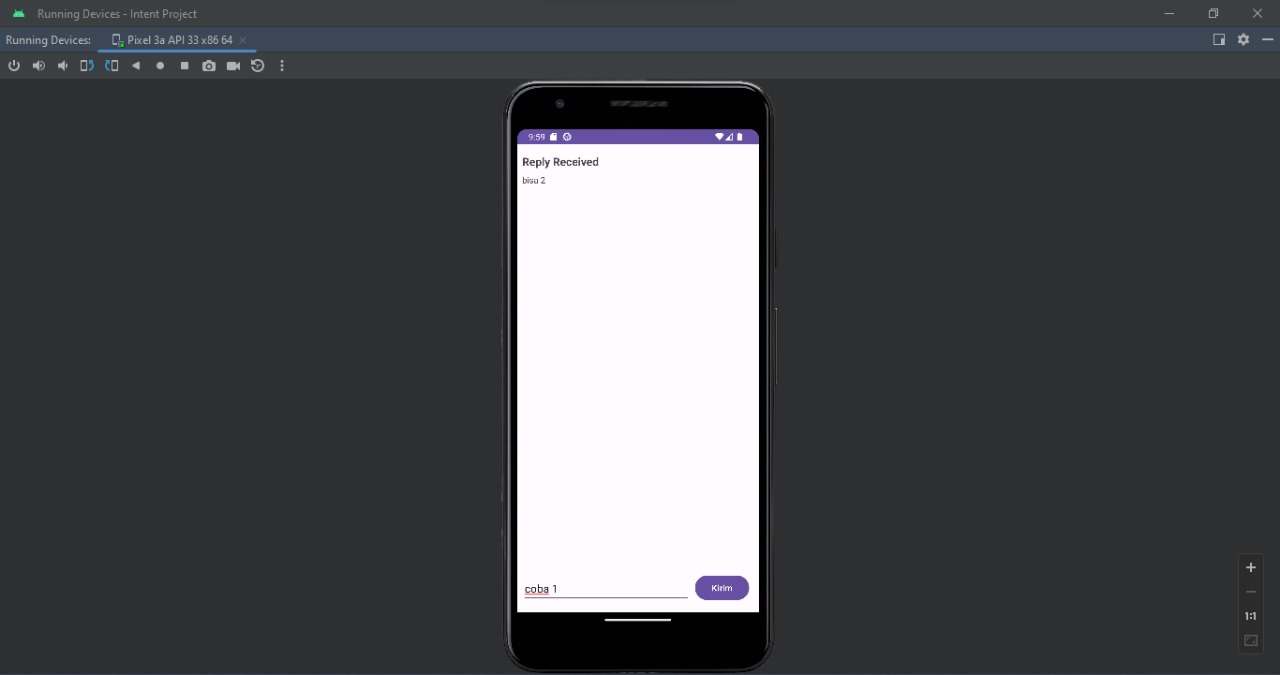 Running Devices - Intent Project
Running Devices: Pixel 3a API 33 x86 64
9:59
Reply Received
bisa 2
coba 1 Kirim
1:1